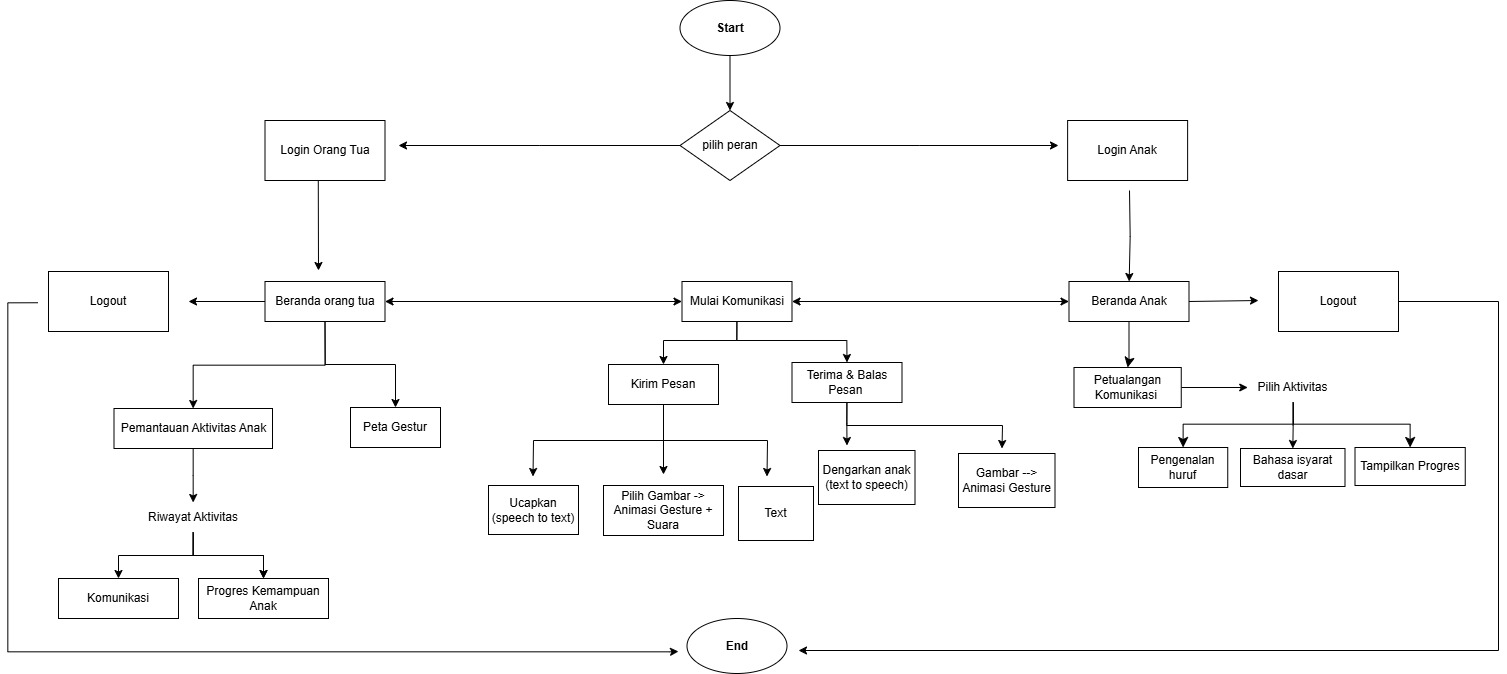 Start
pilih peran
Login Orang Tua
Login Anak
Logout
Beranda orang tua
Mulai Komunikasi
Beranda Anak
Logout
Kirim Pesan
Terima & Balas
Pesan
Petualangan
Komunikasi
Pilih Aktivitas
Pemantauan Aktivitas Anak
Peta Gestur
Pengenalan
huruf
Bahasa isyarat
dasar
Tampilkan Progres
Dengarkan anak
(text to speech)
Gambar -->
Animasi Gesture
Ucapkan
(speech to text)
Pilih Gambar ->
Animasi Gesture +
Suara
Text
Riwayat Aktivitas
Komunikasi
Progres Kemampuan
Anak
End